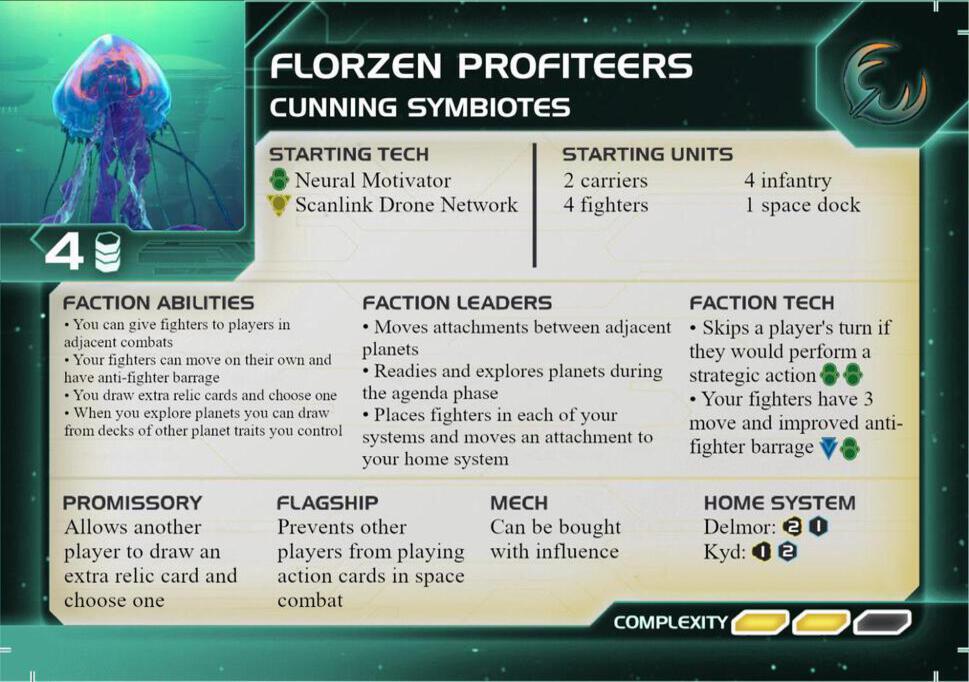 FLORZEN PROFITEERS
CUNNING SYMBIOTES
4
STARTING TECH
Neural Motivator
Scanlink Drone Network
STARTING UNITS
2 carriers
4 infantry
4 fighters
1 space dock
FACTION ABILITIES
• You can give fighters to players in
adjacent combats
• Your fighters can move on their own and
have anti-fighter barrage
• You draw extra relic cards and choose one
• When you explore planets you can draw
from decks of other planet traits you control
FACTION LEADERS
• Moves attachments between adjacent
planets
• Readies and explores planets during
the agenda phase
• Places fighters in each of your
systems and moves an attachment to
your home system
FACTION TECH
• Skips a player's turn if
they would perform a
strategic action
• Your fighters have 3
move and improved anti-
fighter barrage
PROMISSORY
Allows another
player to draw an
extra relic card and
choose one
FLAGSHIP
Prevents other
players from playing
action cards in space
combat
MECH
Can be bought
with influence
HOME SYSTEM
Delmor: 2 1
Kyd: 1 2
COMPLEXITY